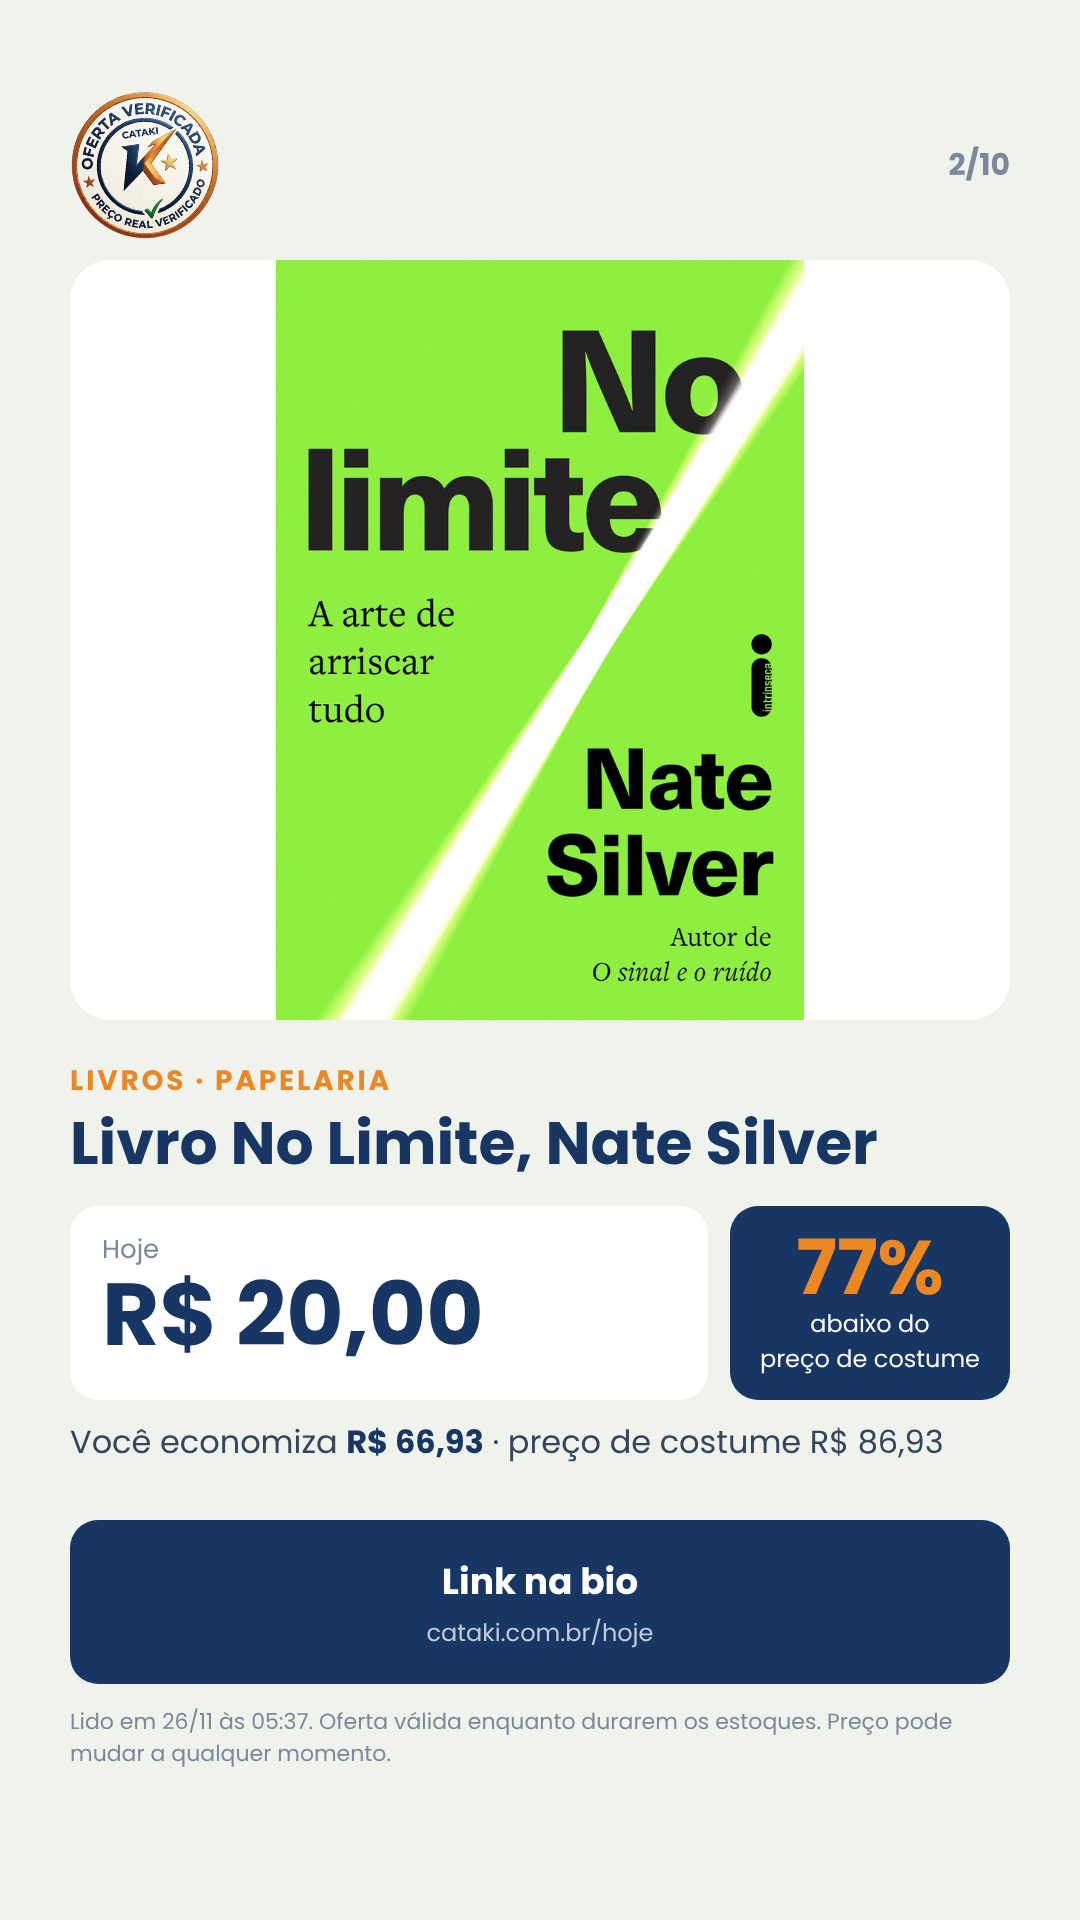 OFERTA VERIFICADA
CATAKI
PREÇO REAL VERIFICADO
2/10
No
limite
A arte de
arriscar
tudo
intrínseca
Nate
Silver
Autor de
O sinal e o ruído
LIVROS · PAPELARIA
Livro No Limite, Nate Silver
Hoje
R$ 20,00
77%
abaixo do
preço de costume
Você economiza R$ 66,93 · preço de costume R$ 86,93
Link na bio
cataki.com.br/hoje
Lido em 26/11 às 05:37. Oferta válida enquanto durarem os estoques. Preço pode
mudar a qualquer momento.